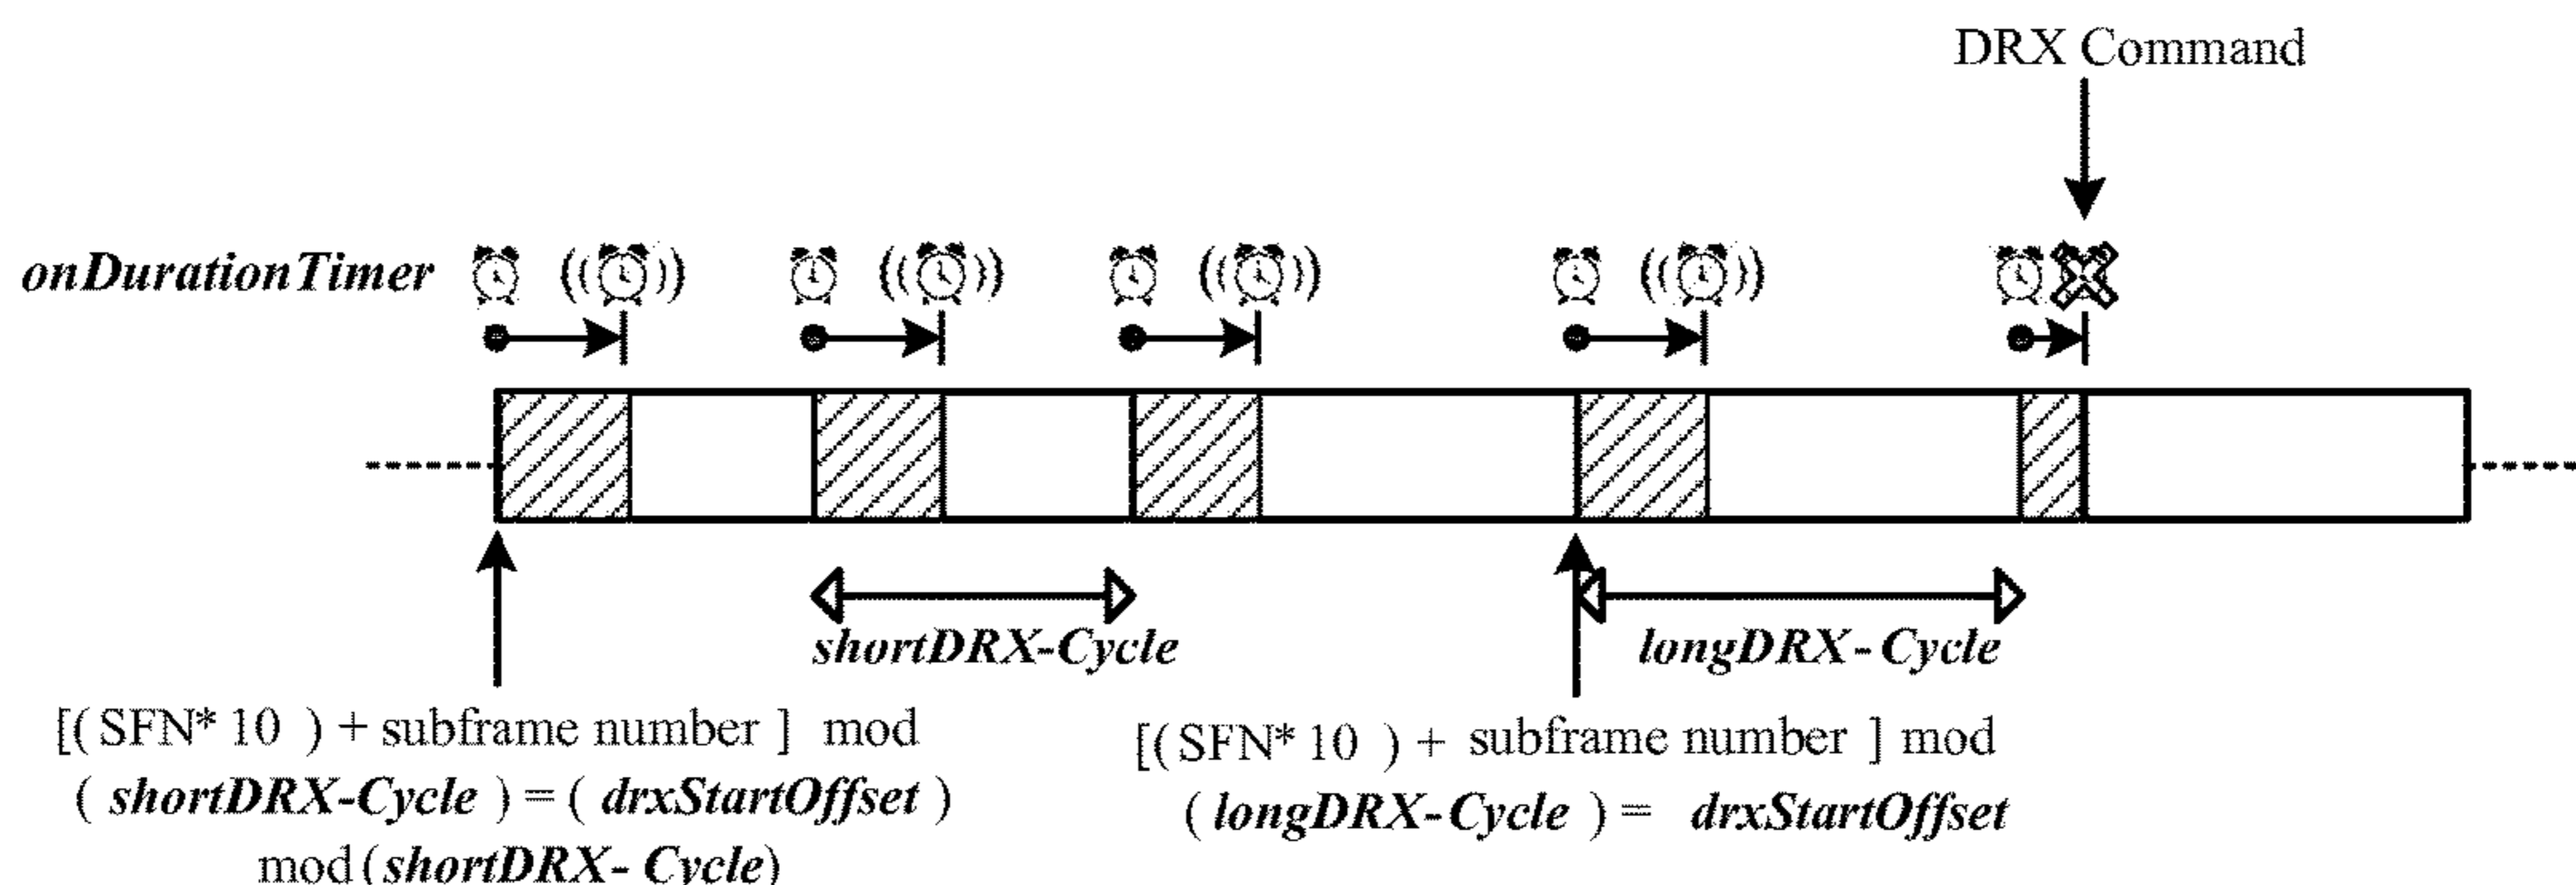 DRX Command
onDurationTimer
shortDRX-Cycle
longDRX-Cycle
[(SFN* 10 ) + subframe number ] mod
( shortDRX-Cycle ) = ( drxStartOffset )
mod (shortDRX- Cycle)
[(SFN* 10 ) + subframe number ] mod
( longDRX-Cycle ) = drxStartOffset